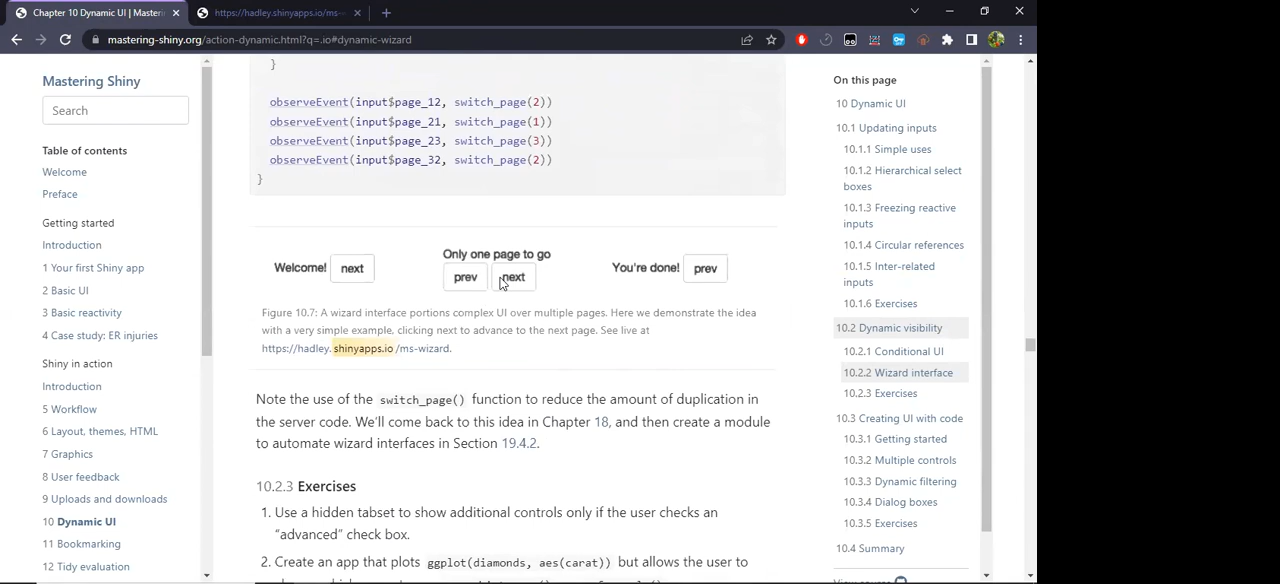 Chapter 10 Dynamic UI | Masteri
https://hadley.shinyapps.io/ms-w
mastering-shiny.org/action-dynamic.html?q=.io#dynamic-wizard
Mastering Shiny
Search
Table of contents
Welcome
Preface
Getting started
Introduction
1 Your first Shiny app
2 Basic UI
3 Basic reactivity
4 Case study: ER injuries
Shiny in action
Introduction
5 Workflow
6 Layout, themes, HTML
7 Graphics
8 User feedback
9 Uploads and downloads
10 Dynamic UI
11 Bookmarking
12 Tidy evaluation
}
observeEvent(input$page_12, switch_page(2))
observeEvent(input$page_21, switch_page(1))
observeEvent(input$page_23, switch_page(3))
observeEvent(input$page_32, switch_page(2))
}
Welcome! next
Only one page to go
prev next
You're done! prev
Figure 10.7: A wizard interface portions complex UI over multiple pages. Here we demonstrate the idea
with a very simple example, clicking next to advance to the next page. See live at
https://hadley.shinyapps.io/ms-wizard.
Note the use of the switch_page() function to reduce the amount of duplication in
the server code. We'll come back to this idea in Chapter 18, and then create a module
to automate wizard interfaces in Section 19.4.2.
10.2.3 Exercises
1. Use a hidden tabset to show additional controls only if the user checks an
"advanced" check box.
2. Create an app that plots ggplot(diamonds, aes(carat)) but allows the user to
On this page
10 Dynamic UI
10.1 Updating inputs
10.1.1 Simple uses
10.1.2 Hierarchical select
boxes
10.1.3 Freezing reactive
inputs
10.1.4 Circular references
10.1.5 Inter-related
inputs
10.1.6 Exercises
10.2 Dynamic visibility
10.2.1 Conditional UI
10.2.2 Wizard interface
10.2.3 Exercises
10.3 Creating UI with code
10.3.1 Getting started
10.3.2 Multiple controls
10.3.3 Dynamic filtering
10.3.4 Dialog boxes
10.3.5 Exercises
10.4 Summary
View source